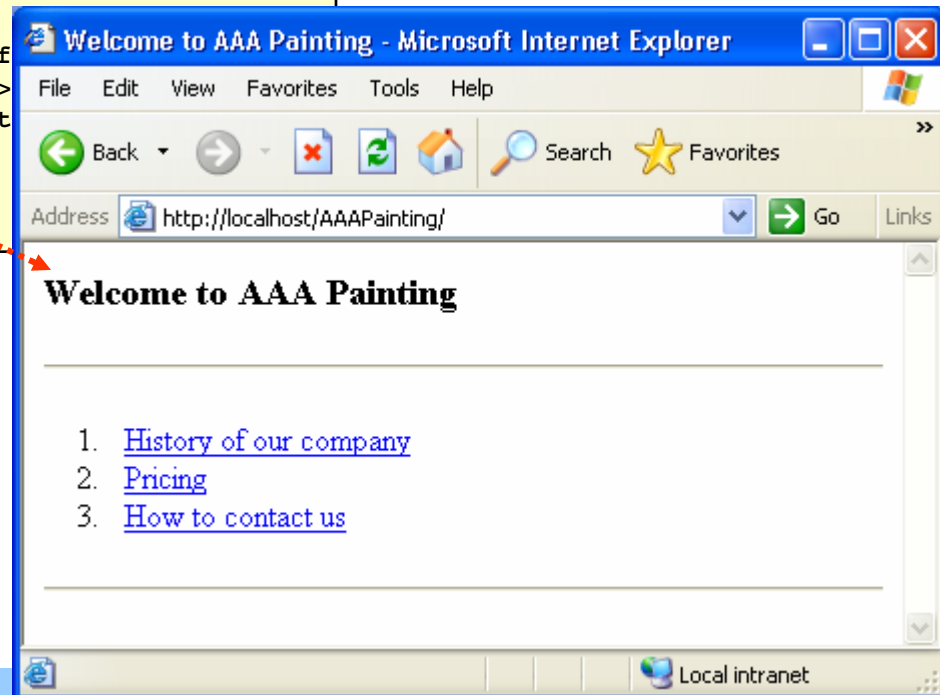 f
>
t
Welcome to AAA Painting - Microsoft Internet Explorer
File Edit View Favorites Tools Help
Back Search Favorites »
Address http://localhost/AAAPainting/ Go Links
Welcome to AAA Painting
1. History of our company
2. Pricing
3. How to contact us
Local intranet